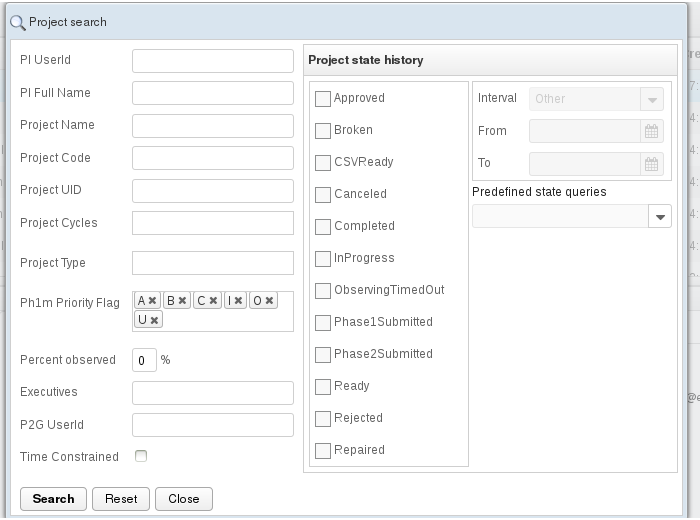 Project search
PI UserId
PI Full Name
Project Name
Project Code
Project UID
Project Cycles
Project Type
Ph1m Priority Flag
A ✖ B ✖ C ✖ I ✖ O ✖
U ✖
Percent observed 0 %
Executives
P2G UserId
Time Constrained
Search Reset Close
Project state history
Approved
Broken
CSVReady
Canceled
Completed
InProgress
ObservingTimedOut
Phase1Submitted
Phase2Submitted
Ready
Rejected
Repaired
Interval Other
From
To
Predefined state queries